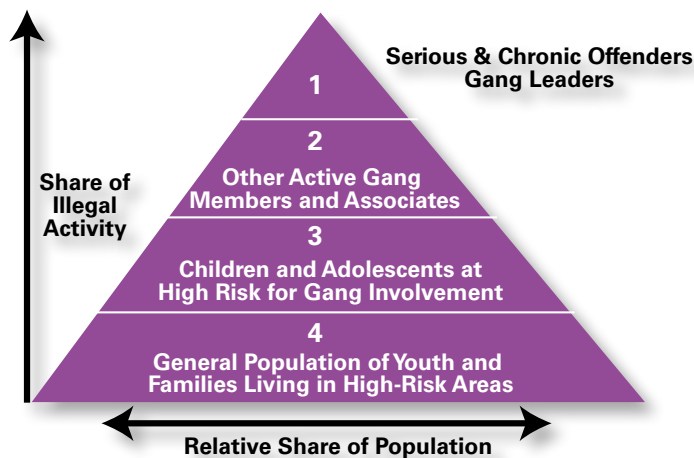 Serious & Chronic Offenders
Gang Leaders
1
2
Other Active Gang
Members and Associates
Share of
Illegal
Activity
3
Children and Adolescents at
High Risk for Gang Involvement
4
General Population of Youth and
Families Living in High-Risk Areas
Relative Share of Population